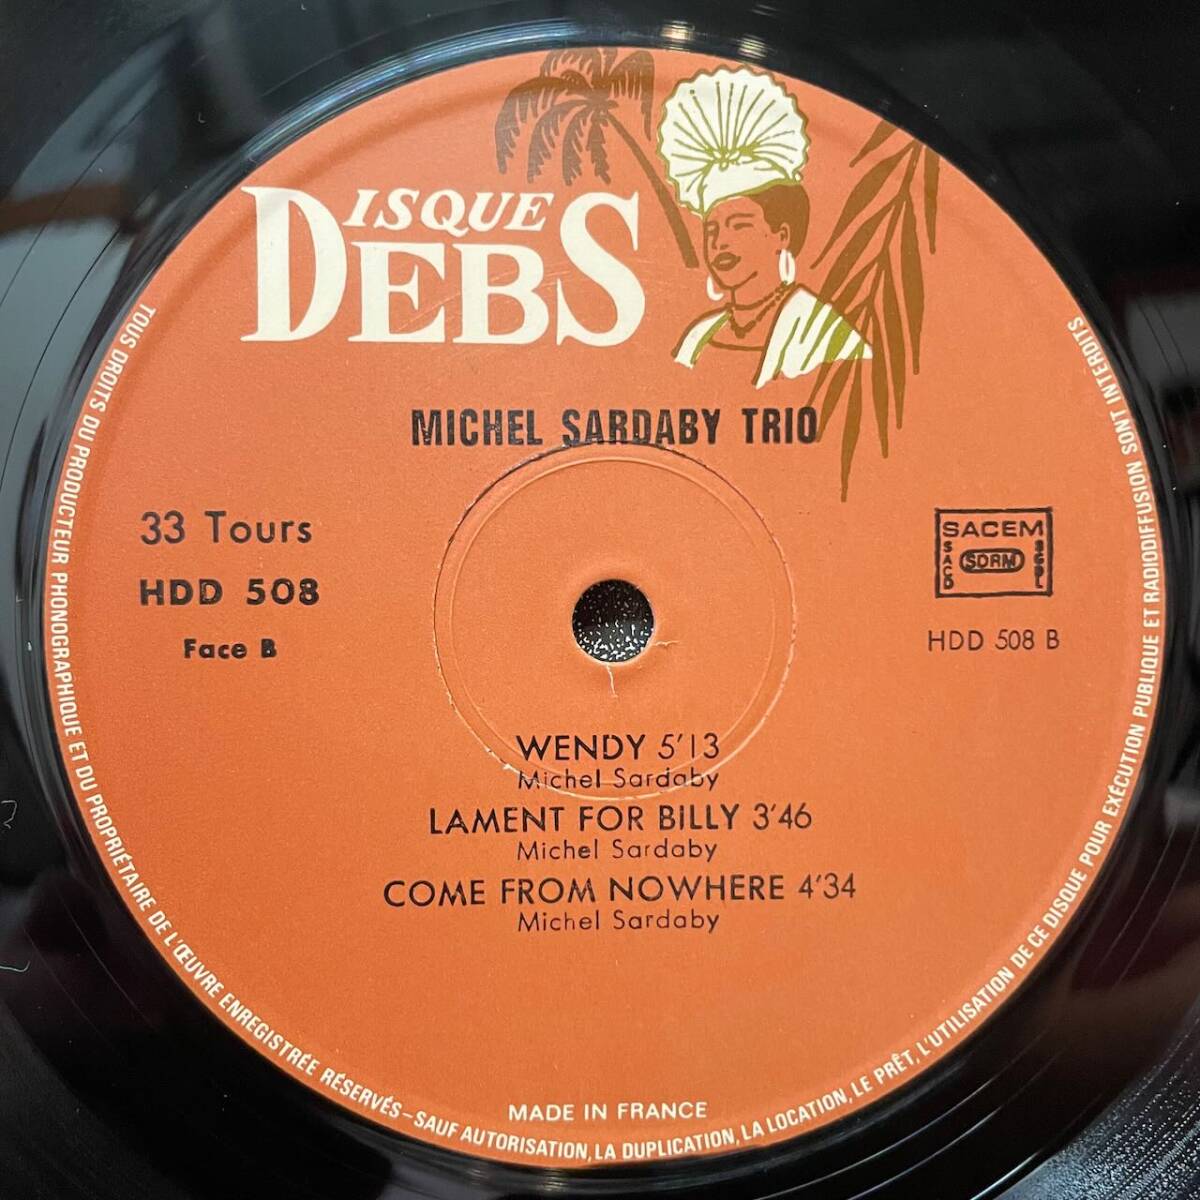 DISQUE
DEBS
MICHEL SARDABY TRIO
33 Tours
HDD 508
Face B
SACEM
SACD
SDRM
SGDL
HDD 508 B
WENDY 5'13
Michel Sardaby
LAMENT FOR BILLY 3'46
Michel Sardaby
COME FROM NOWHERE 4'34
Michel Sardaby
MADE IN FRANCE
TOUS DROITS DU PRODUCTEUR PHONOGRAPHIQUE ET DU PROPRIÉTAIRE DE L'ŒUVRE ENREGISTRÉE RÉSERVÉS–SAUF AUTORISATION, LA DUPLICATION, LA LOCATION, LE PRÊT, L'UTILISATION DE CE DISQUE POUR EXÉCUTION PUBLIQUE ET RADIODIFFUSION SONT INTERDITS